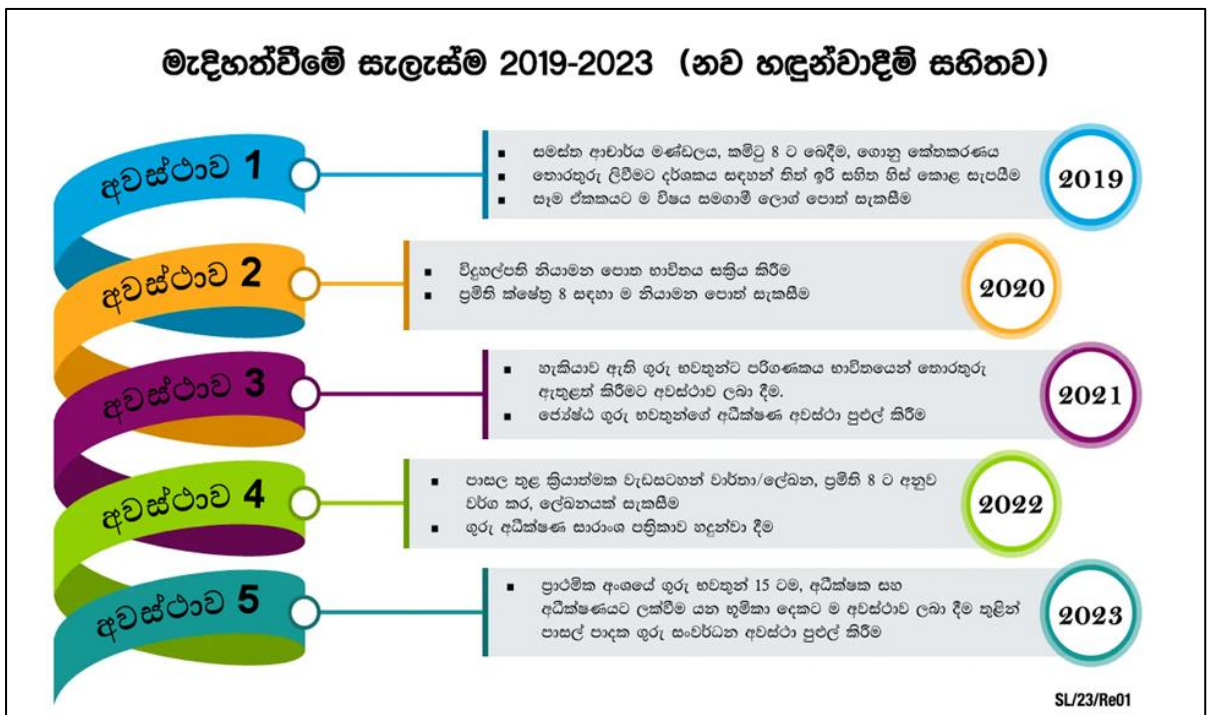 මැදිහත්වීමේ සැලැස්ම 2019-2023 (නව හඳුන්වාදීම් සහිතව)
අවස්ථාව 1
▪ සමස්ත ආචාර්ය මණ්ඩලය, කමිටු 8 ට බෙදීම, ගොනු කේතකරණය
▪ තොරතුරු ලිවීමට දර්ශකය සඳහන් තිත් ඉරි සහිත හිස් කොළ සැපයීම
▪ සෑම ඒකකයට ම විෂය සමගාමී ලොග් පොත් සැකසීම
2019
අවස්ථාව 2
▪ විදුහල්පති නියාමන පොත භාවිතය සක්‍රිය කිරීම
▪ ප්‍රමිති ක්ෂේත්‍ර 8 සඳහා ම නියාමන පොත් සැකසීම
2020
අවස්ථාව 3
▪ හැකියාව ඇති ගුරු භවතුන්ට පරිගණකය භාවිතයෙන් තොරතුරු
ඇතුළත් කිරීමට අවස්ථාව ලබා දීම.
▪ ජ්‍යෙෂ්ඨ ගුරු භවතුන්ගේ අධීක්ෂණ අවස්ථා පුළුල් කිරීම
2021
අවස්ථාව 4
▪ පාසල තුළ ක්‍රියාත්මක වැඩසටහන් වාර්තා/ලේඛන, ප්‍රමිති 8 ට අනුව
වර්ග කර, ලේඛනයක් සැකසීම
▪ ගුරු අධීක්ෂණ සාරාංශ පත්‍රිකාව හදුන්වා දීම
2022
අවස්ථාව 5
▪ ප්‍රාථමික අංශයේ ගුරු භවතුන් 15 ටම, අධීක්ෂක සහ
අධීක්ෂණයට ලක්වීම යන භූමිකා දෙකට ම අවස්ථාව ලබා දීම තුළින්
පාසල් පාදක ගුරු සංවර්ධන අවස්ථා පුළුල් කිරීම
2023
SL/23/Re01